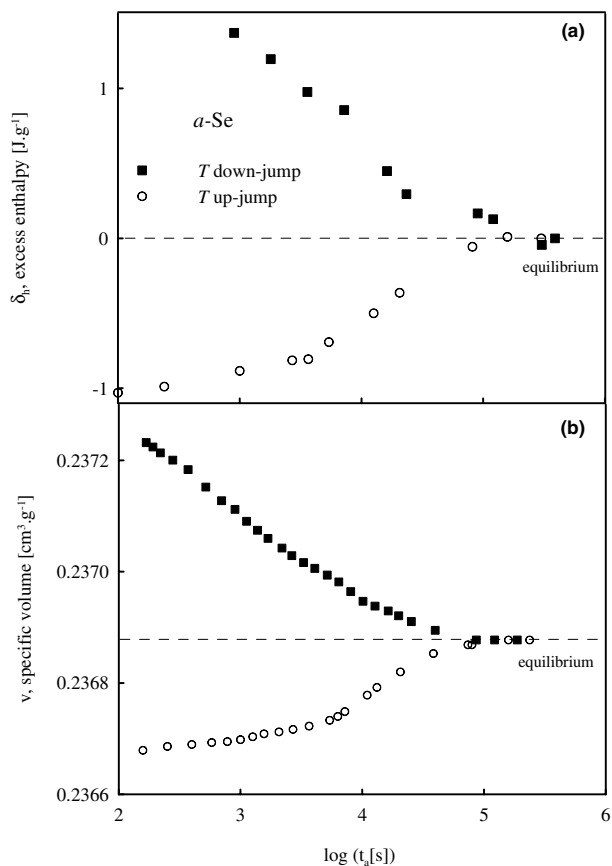 (a)
1
a-Se
T down-jump
T up-jump
0
equilibrium
-1
δh, excess enthalpy [J.g-1]
(b)
0.2372
0.2370
equilibrium
0.2368
0.2366
v, specific volume [cm3.g-1]
2 3 4 5 6
log (ta[s])